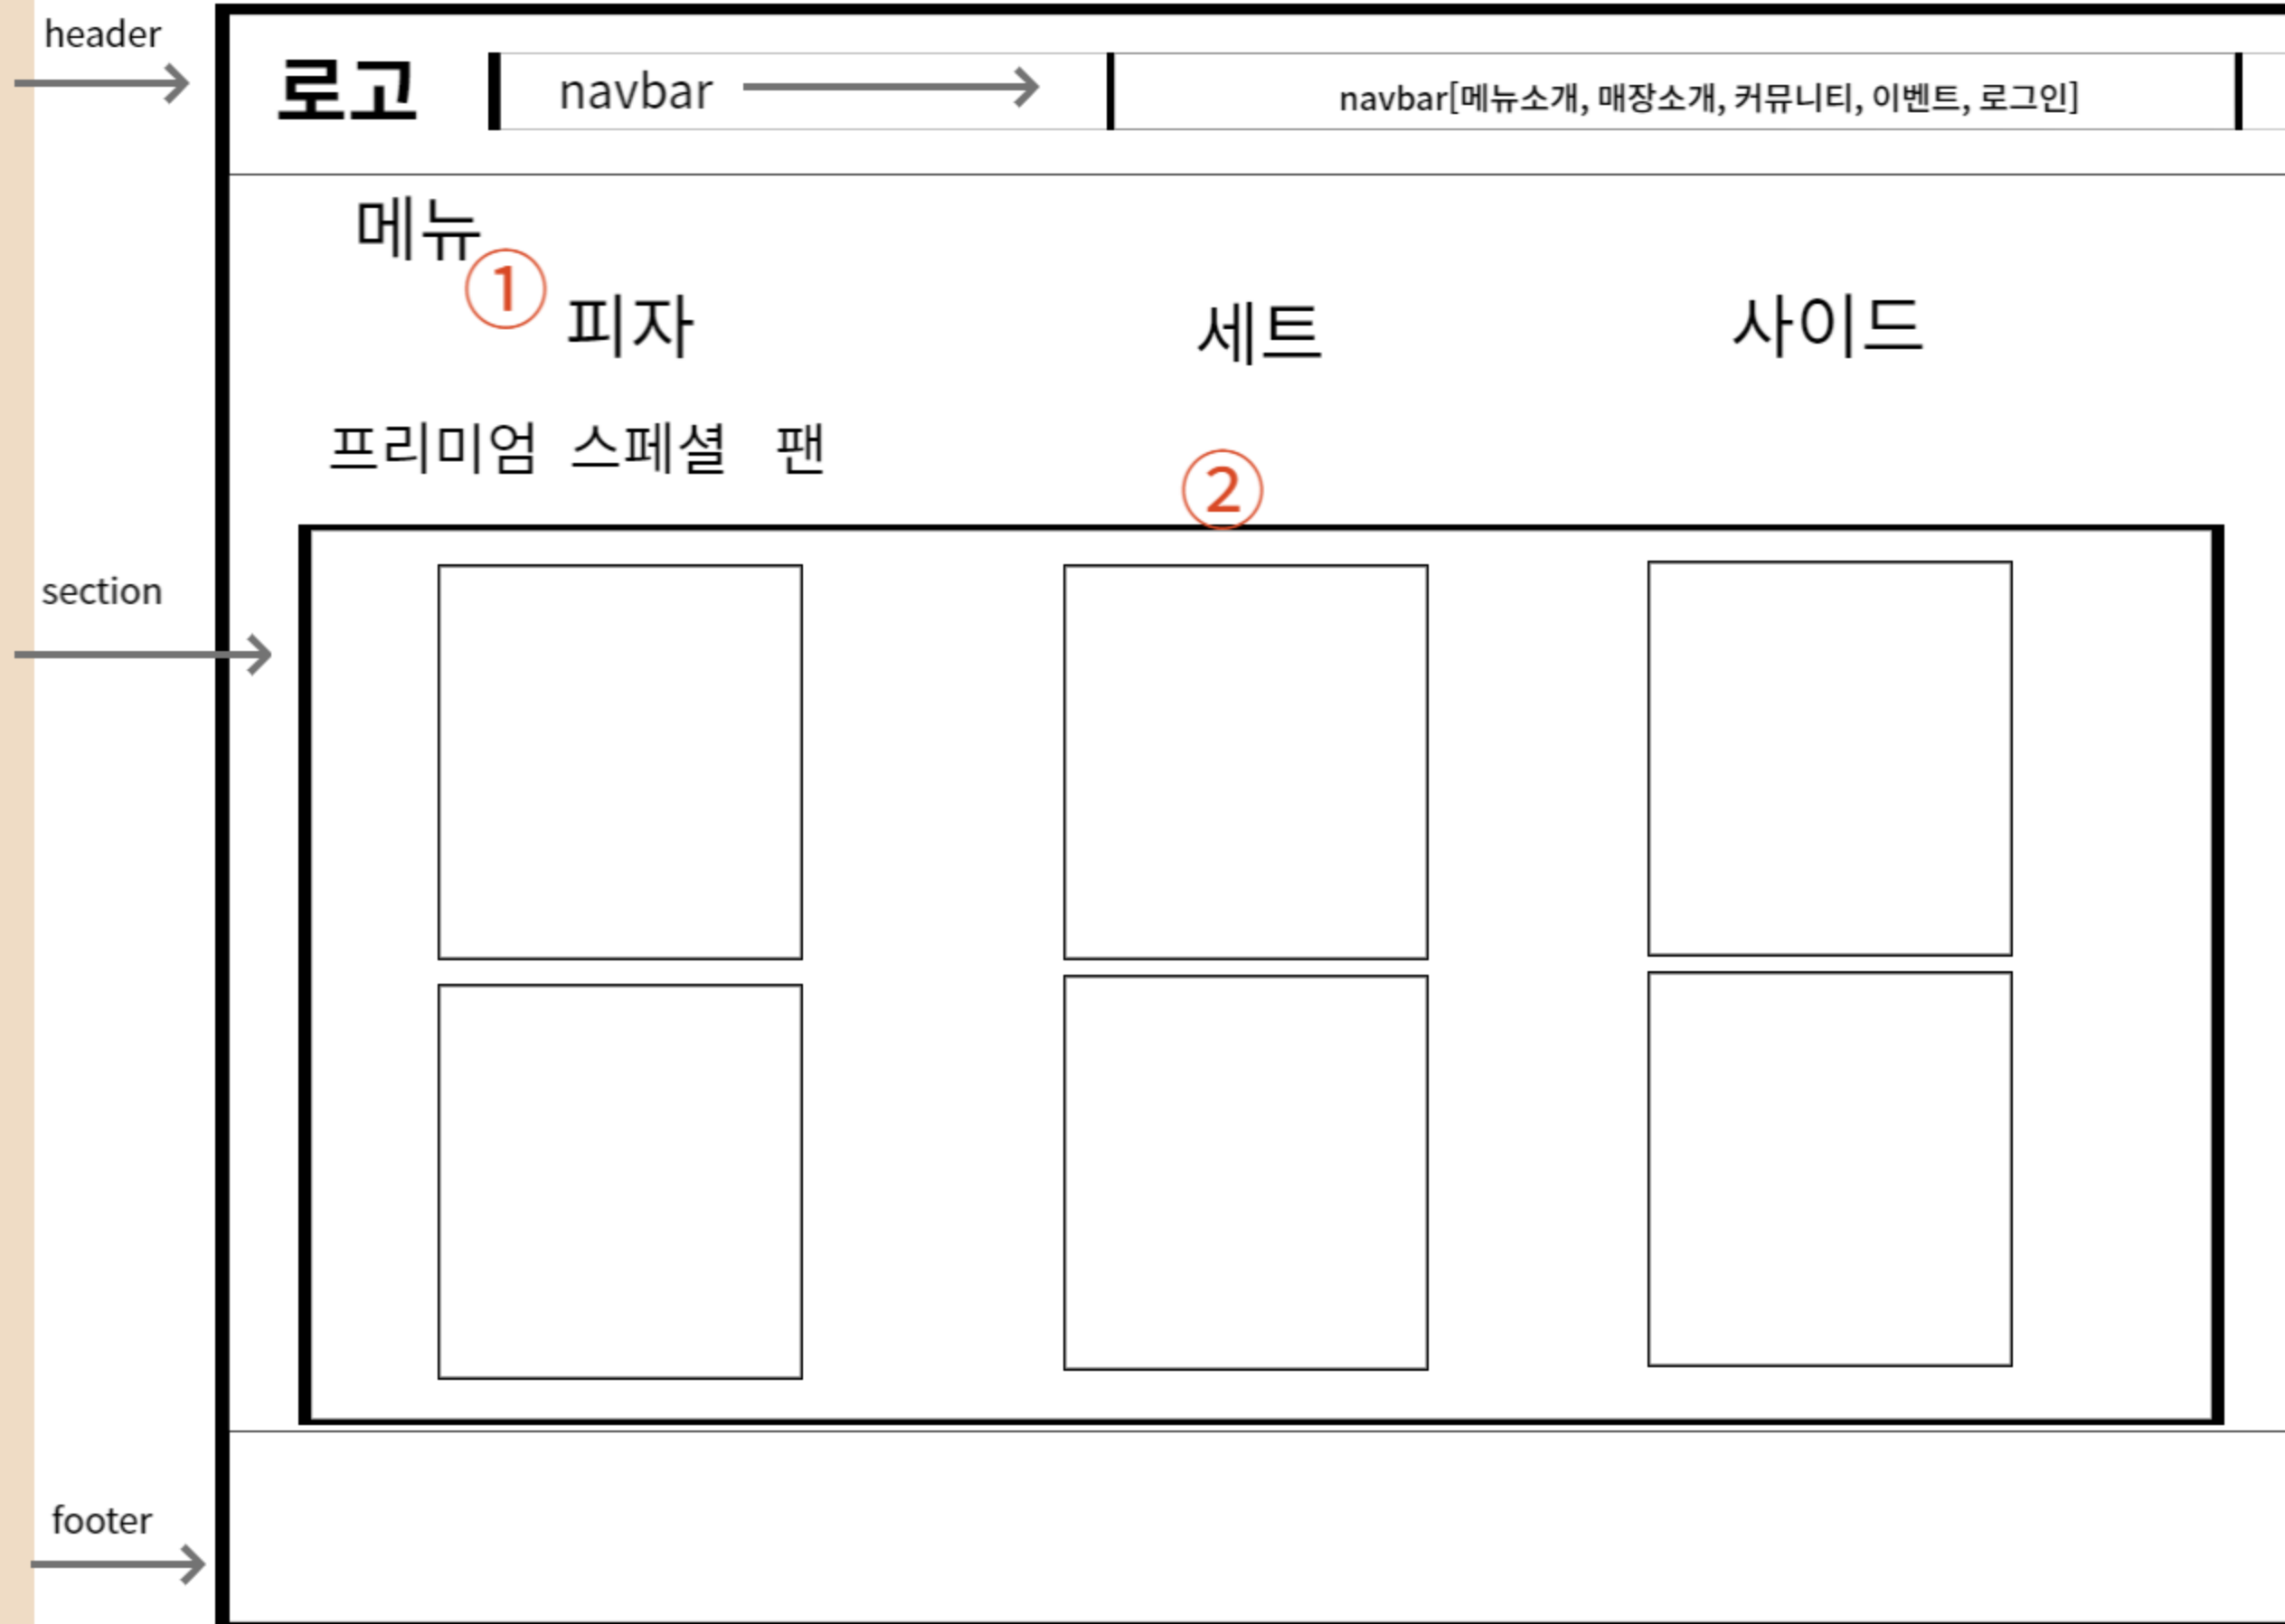 header
로고 navbar navbar[메뉴소개, 매장소개, 커뮤니티, 이벤트, 로그인]
메뉴
①
피자 세트 사이드
프리미엄 스페셜 팬
②
section
footer